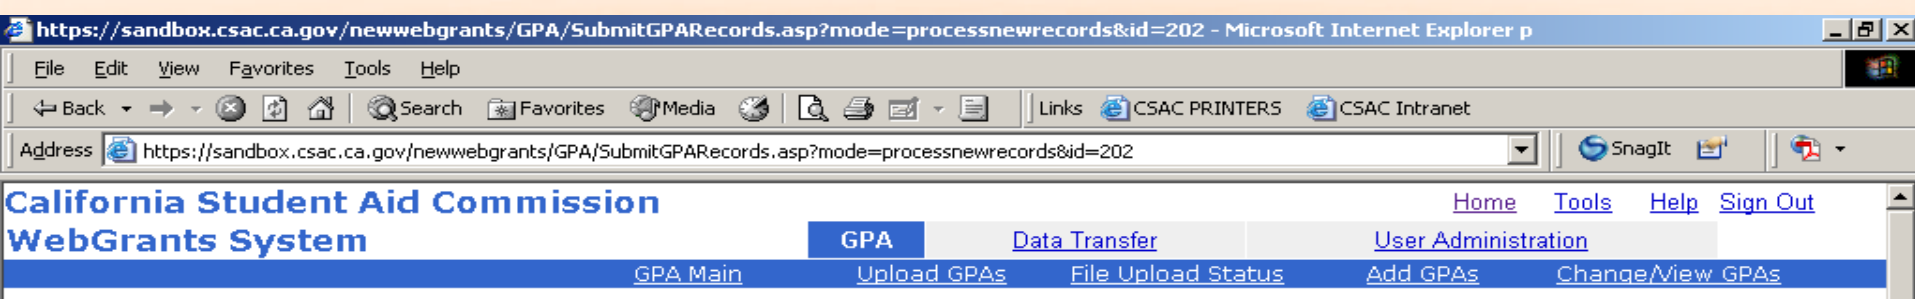 https://sandbox.csac.ca.gov/newwebgrants/GPA/SubmitGPARecords.asp?mode=processnewrecords&id=202 - Microsoft Internet Explorer p
File Edit View Favorites Tools Help
Back Search Favorites Media Links CSAC PRINTERS CSAC Intranet
Address https://sandbox.csac.ca.gov/newwebgrants/GPA/SubmitGPARecords.asp?mode=processnewrecords&id=202 SnagIt
California Student Aid Commission Home Tools Help Sign Out
WebGrants System GPA Data Transfer User Administration
GPA Main Upload GPAs File Upload Status Add GPAs Change/View GPAs